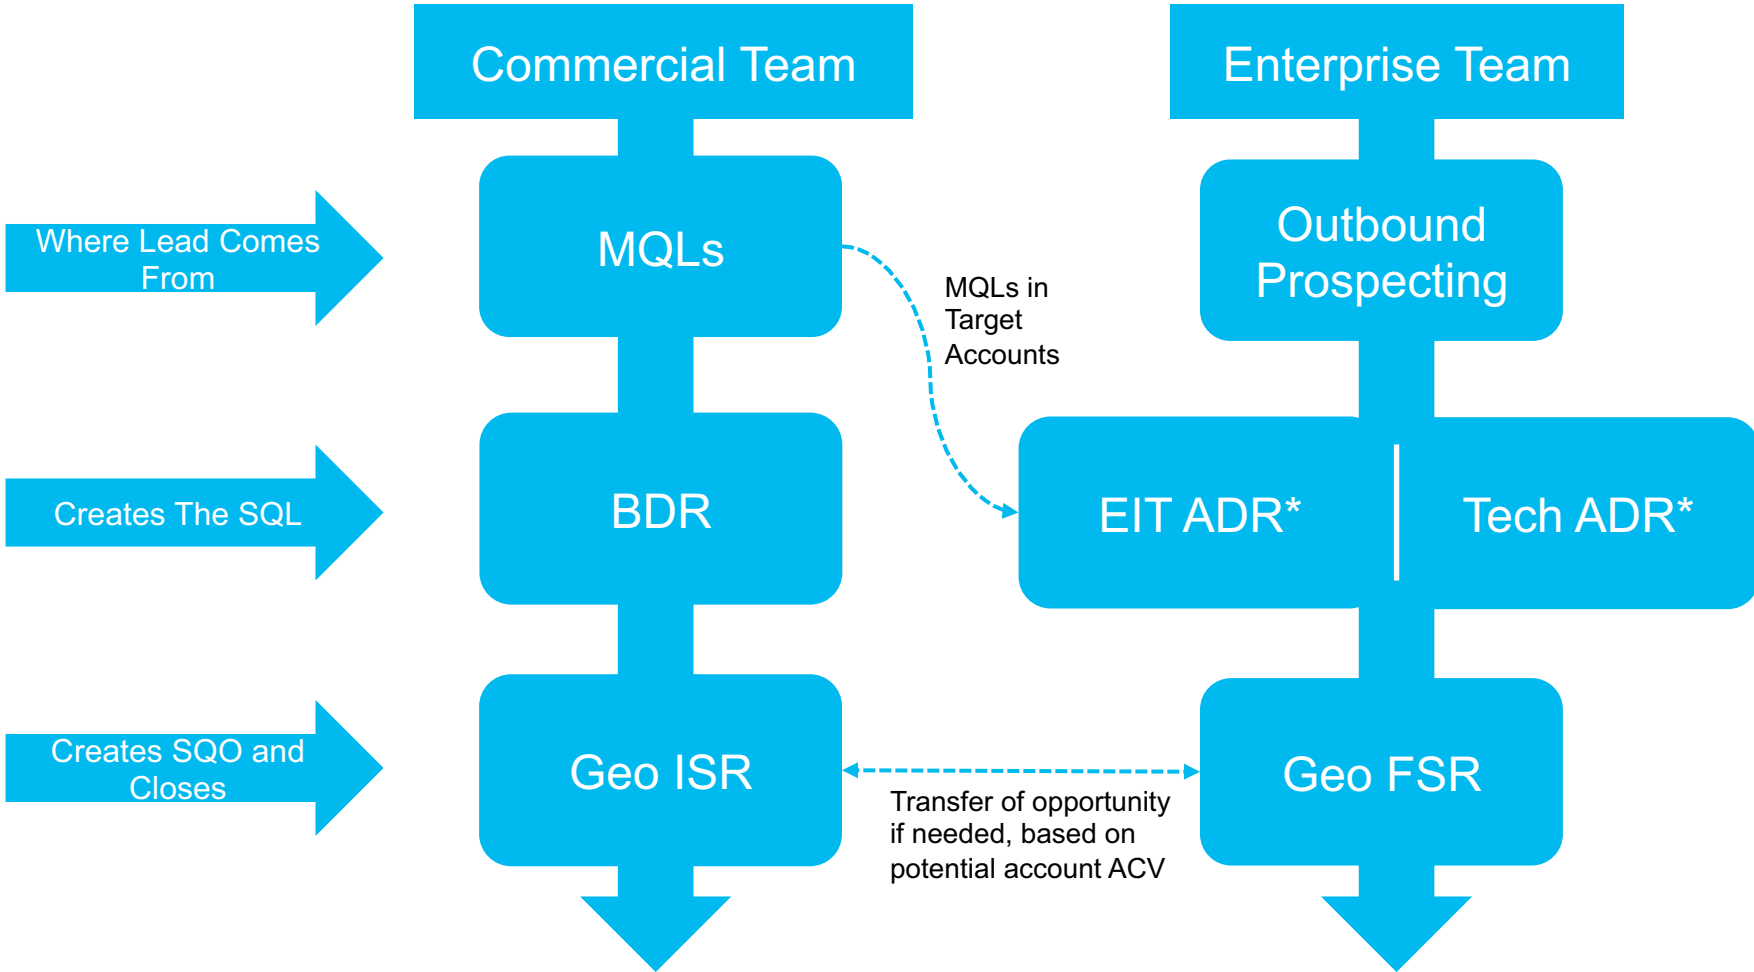 Commercial Team
Enterprise Team
Where Lead Comes
From
MQLs
MQLs in
Target
Accounts
Outbound
Prospecting
Creates The SQL
BDR
EIT ADR*
Tech ADR*
Creates SQO and
Closes
Geo ISR
Transfer of opportunity
if needed, based on
potential account ACV
Geo FSR